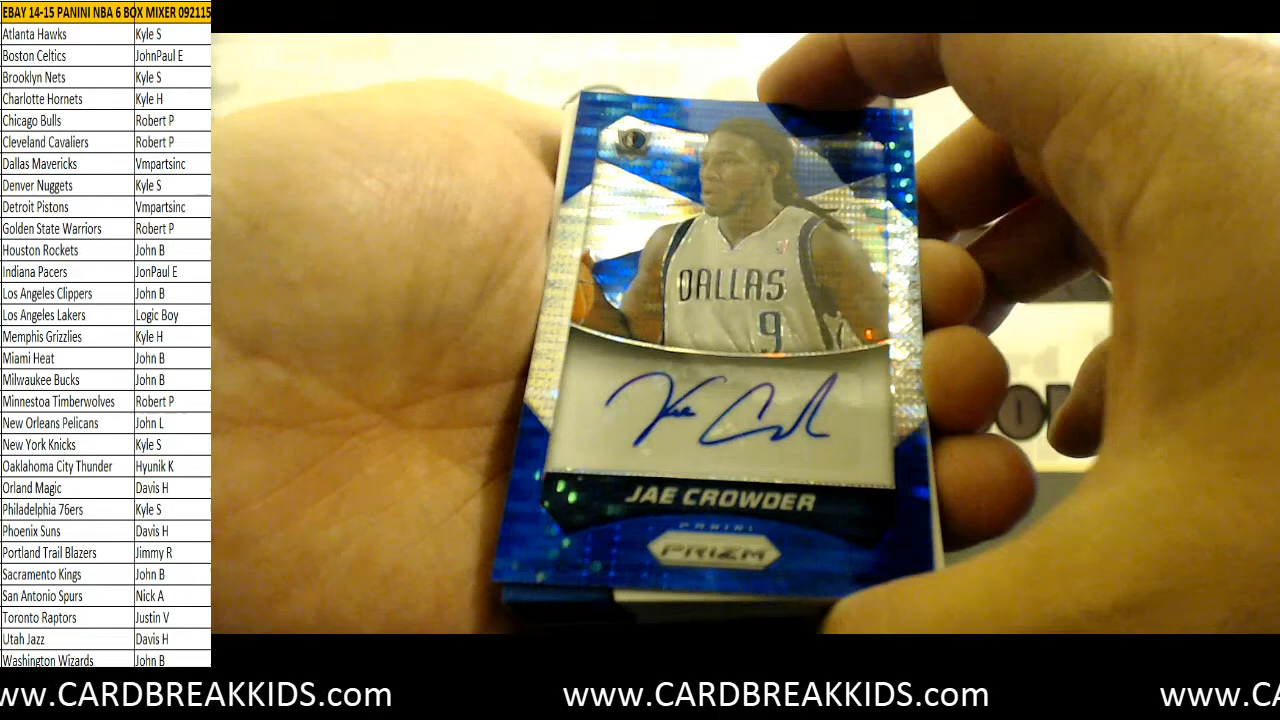 EBAY 14-15 PANINI NBA 6 BOX MIXER 092115
Atlanta Hawks Kyle S
Boston Celtics JohnPaul E
Brooklyn Nets Kyle S
Charlotte Hornets Kyle H
Chicago Bulls Robert P
Cleveland Cavaliers Robert P
Dallas Mavericks Vmpartsinc
Denver Nuggets Kyle S
Detroit Pistons Vmpartsinc
Golden State Warriors Robert P
Houston Rockets John B
Indiana Pacers JonPaul E
Los Angeles Clippers John B
Los Angeles Lakers Logic Boy
Memphis Grizzlies Kyle H
Miami Heat John B
Milwaukee Bucks John B
Minnestoa Timberwolves Robert P
New Orleans Pelicans John L
New York Knicks Kyle S
Oaklahoma City Thunder Hyunik K
Orland Magic Davis H
Philadelphia 76ers Kyle S
Phoenix Suns Davis H
Portland Trail Blazers Jimmy R
Sacramento Kings John B
San Antonio Spurs Nick A
Toronto Raptors Justin V
Utah Jazz Davis H
Washington Wizards John B
DALLAS
9
JAE CROWDER
PANINI
PRIZM
www.CARDBREAKKIDS.com www.CARDBREAKKIDS.com www.CA